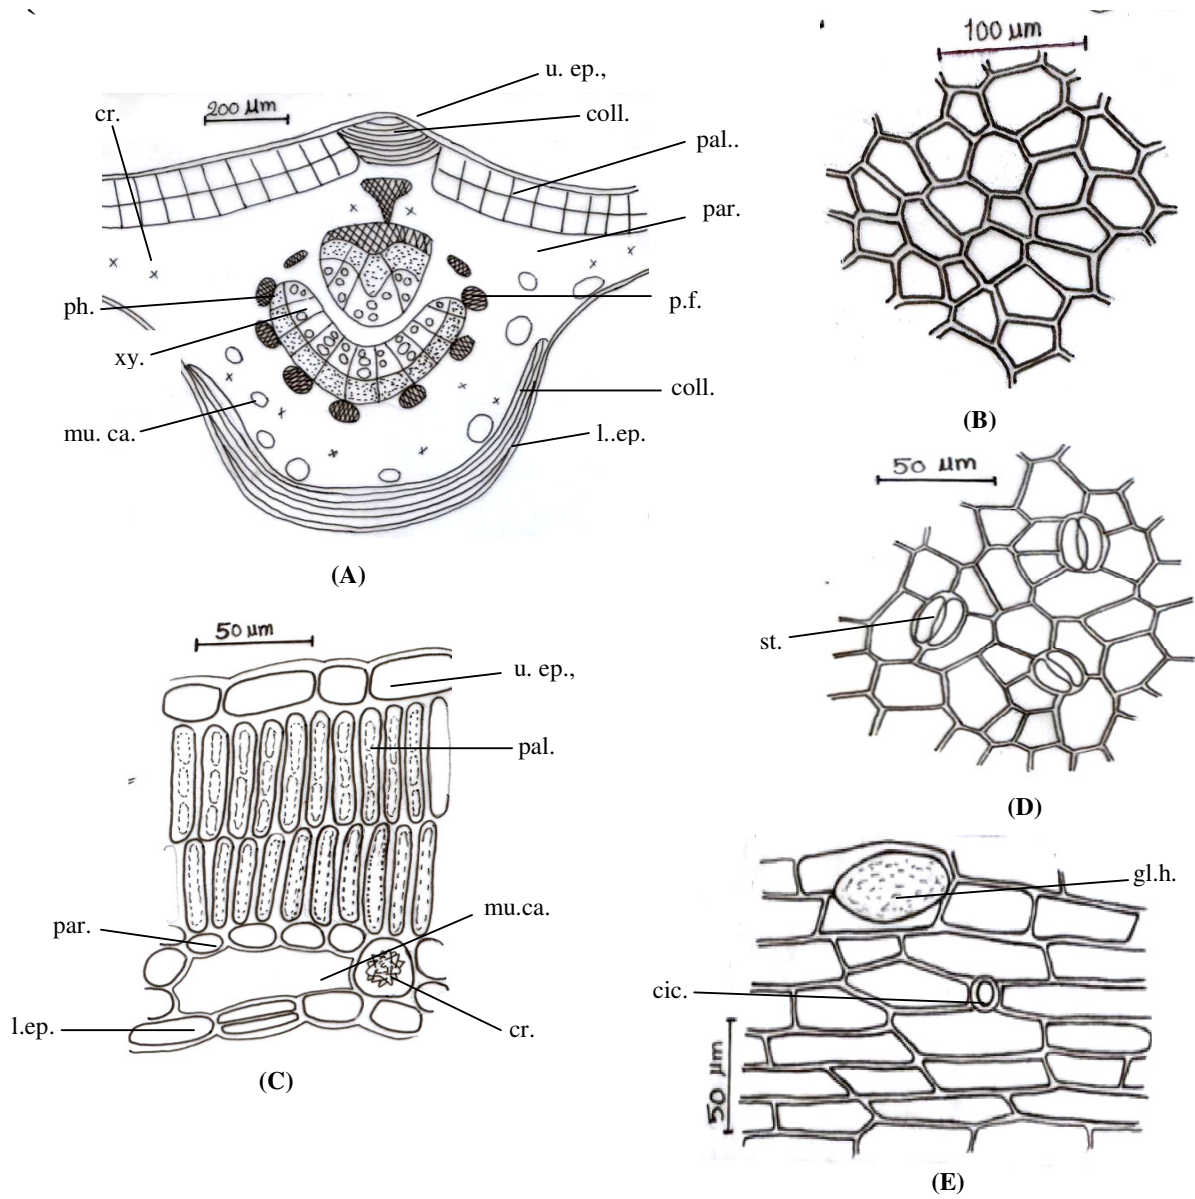 200 µm
cr.
u. ep.,
coll.
pal..
par.
ph.
p.f.
xy.
coll.
mu. ca.
l..ep.
(A)
100 µm
(B)
50 µm
st.
(D)
50 µm
u. ep.,
pal.
mu.ca.
par.
l.ep.
cr.
(C)
gl.h.
cic.
50 µm
(E)